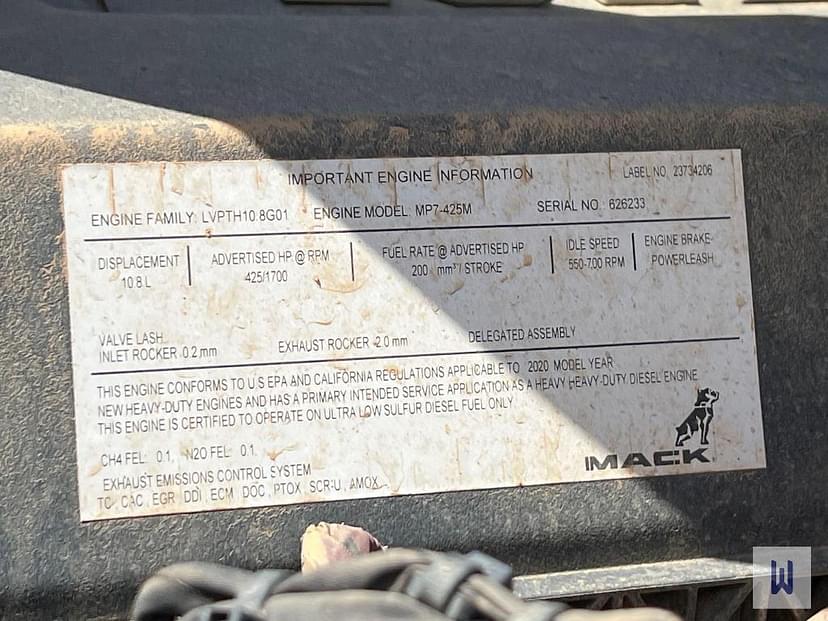 IMPORTANT ENGINE INFORMATION LABEL NO. 23734206
ENGINE FAMILY: LVPTH10.8G01 ENGINE MODEL: MP7-425M SERIAL NO. 626233
DISPLACEMENT ADVERTISED HP @ RPM FUEL RATE @ ADVERTISED HP IDLE SPEED ENGINE BRAKE-
10.8 L 425/1700 200 mm³ / STROKE 550-700 RPM POWERLEASH
VALVE LASH
INLET ROCKER 0.2 mm EXHAUST ROCKER 2.0 mm DELEGATED ASSEMBLY
THIS ENGINE CONFORMS TO U.S EPA AND CALIFORNIA REGULATIONS APPLICABLE TO 2020 MODEL YEAR
NEW HEAVY-DUTY ENGINES AND HAS A PRIMARY INTENDED SERVICE APPLICATION AS A HEAVY HEAVY-DUTY DIESEL ENGINE
THIS ENGINE IS CERTIFIED TO OPERATE ON ULTRA LOW SULFUR DIESEL FUEL ONLY
CH4 FEL: 0.1, N2O FEL: 0.1,
EXHAUST EMISSIONS CONTROL SYSTEM
TC, CAC, EGR, DDI, ECM, DOC, PTOX, SCR-U, AMOX
MACK
W